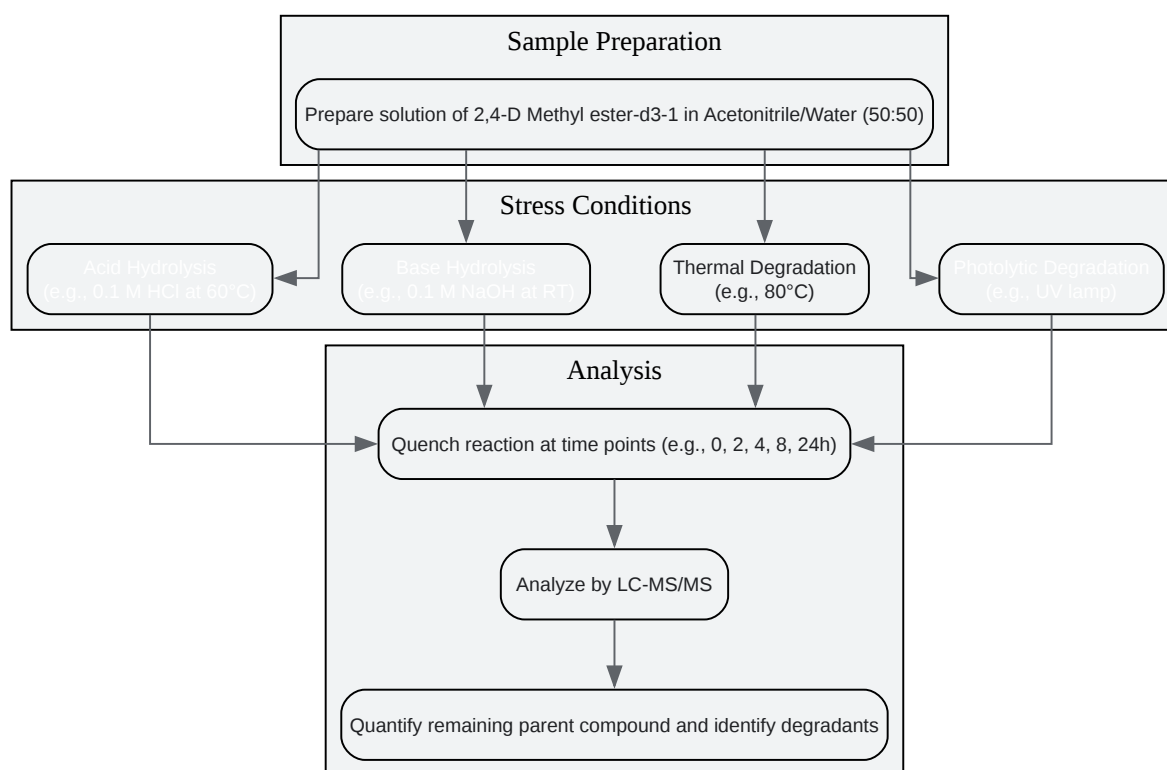 Sample Preparation
Prepare solution of 2,4-D Methyl ester-d3-1 in Acetonitrile/Water (50:50)
Stress Conditions
Acid Hydrolysis
(e.g., 0.1 M HCl at 60°C)
Base Hydrolysis
(e.g., 0.1 M NaOH at RT)
Thermal Degradation
(e.g., 80°C)
Photolytic Degradation
(e.g., UV lamp)
Analysis
Quench reaction at time points (e.g., 0, 2, 4, 8, 24h)
Analyze by LC-MS/MS
Quantify remaining parent compound and identify degradants